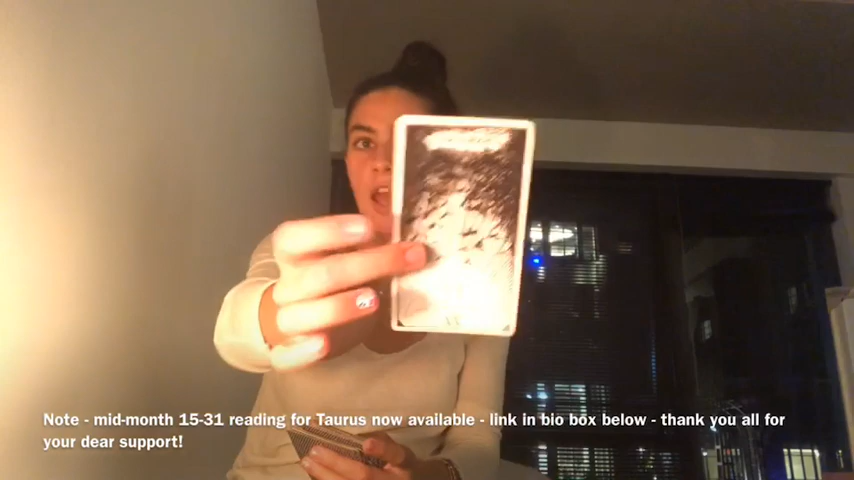 Note - mid-month 15-31 reading for Taurus now available - link in bio box below - thank you all for
your dear support!